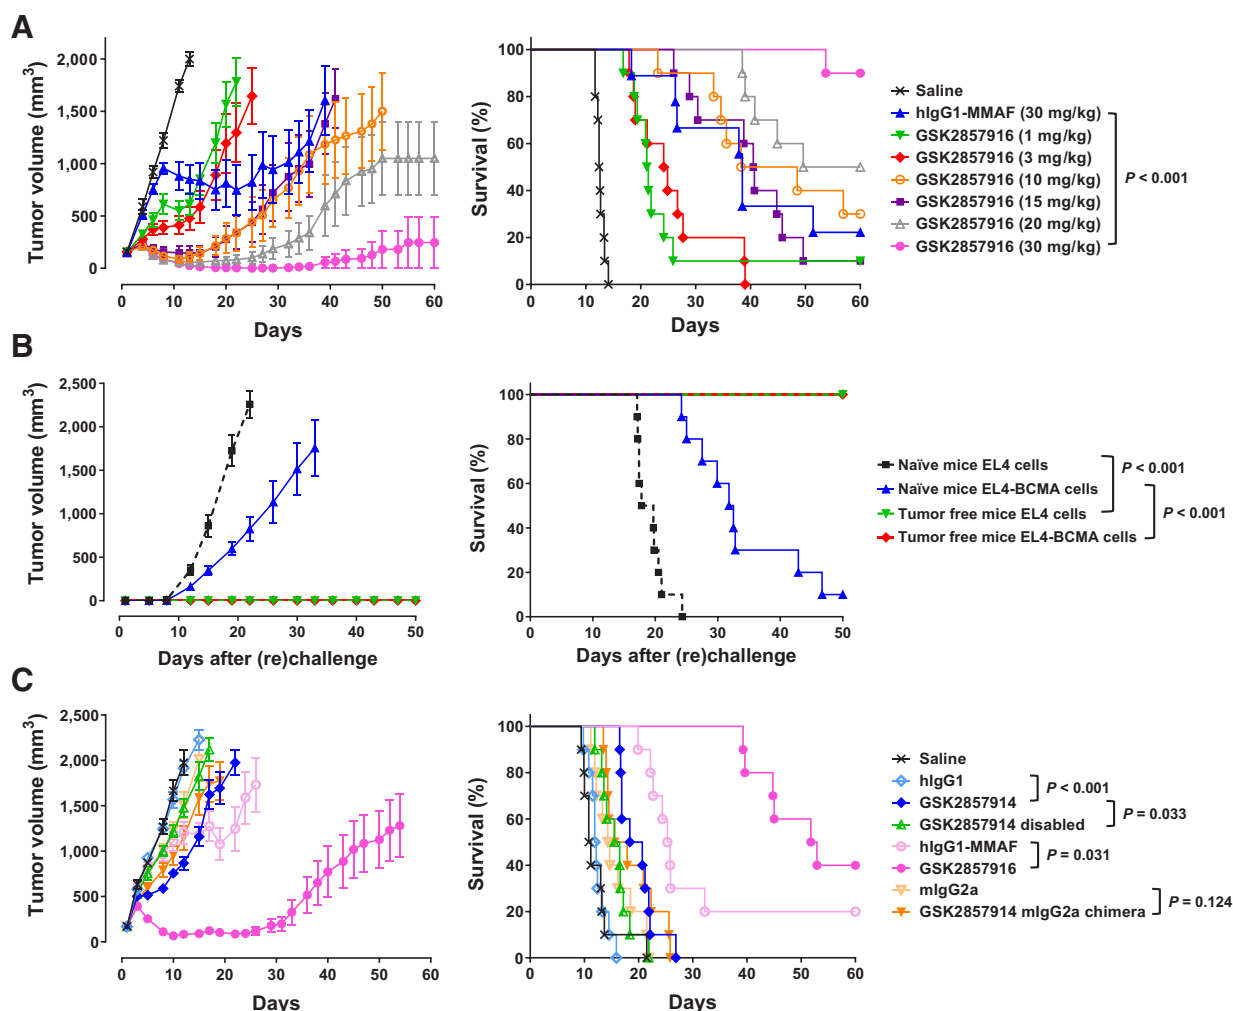 A
Tumor volume (mm3)
2,000
1,500
1,000
500
0
0 10 20 30 40 50 60
Days
Survival (%)
100
80
60
40
20
0
0 10 20 30 40 50 60
Days
Saline
hIgG1-MMAF (30 mg/kg)
GSK2857916 (1 mg/kg)
GSK2857916 (3 mg/kg)
GSK2857916 (10 mg/kg)
GSK2857916 (15 mg/kg)
GSK2857916 (20 mg/kg)
GSK2857916 (30 mg/kg)
P < 0.001
B
Tumor volume (mm3)
2,500
2,000
1,500
1,000
500
0
0 10 20 30 40 50
Days after (re)challenge
Survival (%)
100
80
60
40
20
0
0 10 20 30 40 50
Days after (re)challenge
Naïve mice EL4 cells
Naïve mice EL4-BCMA cells
Tumor free mice EL4 cells
Tumor free mice EL4-BCMA cells
P < 0.001
P < 0.001
C
Tumor volume (mm3)
2,500
2,000
1,500
1,000
500
0
0 10 20 30 40 50 60
Days
Survival (%)
100
80
60
40
20
0
0 10 20 30 40 50 60
Days
Saline
hIgG1
GSK2857914
GSK2857914 disabled
hIgG1-MMAF
GSK2857916
mIgG2a
GSK2857914 mIgG2a chimera
P < 0.001
P = 0.033
P = 0.031
P = 0.124